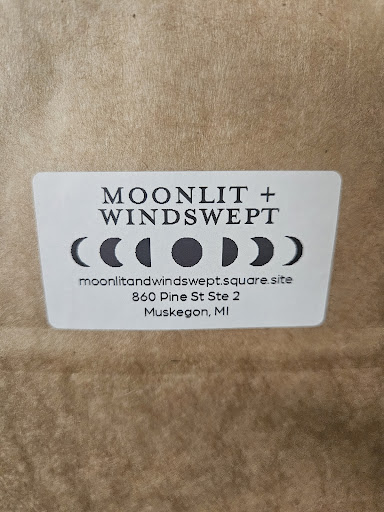 MOONLIT +
WINDSWEPT
moonlitandwindswept.square.site
860 Pine St Ste 2
Muskegon, MI